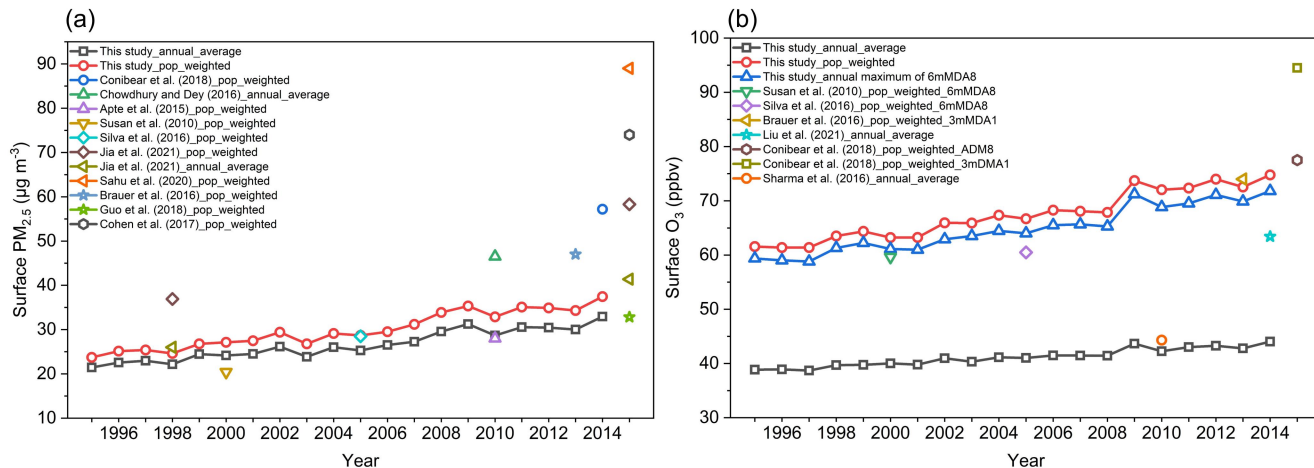 (a)
Surface PM2.5 (µg m-3)
90
80
70
60
50
40
30
20
10
This study_annual_average
This study_pop_weighted
Conibear et al. (2018)_pop_weighted
Chowdhury and Dey (2016)_annual_average
Apte et al. (2015)_pop_weighted
Susan et al. (2010)_pop_weighted
Silva et al. (2016)_pop_weighted
Jia et al. (2021)_pop_weighted
Jia et al. (2021)_annual_average
Sahu et al. (2020)_pop_weighted
Brauer et al. (2016)_pop_weighted
Guo et al. (2018)_pop_weighted
Cohen et al. (2017)_pop_weighted
1996 1998 2000 2002 2004 2006 2008 2010 2012 2014
Year
(b)
Surface O3 (ppbv)
100
90
80
70
60
50
40
30
This study_annual_average
This study_pop_weighted
This study_annual maximum of 6mMDA8
Susan et al. (2010)_pop_weighted_6mMDA8
Silva et al. (2016)_pop_weighted_6mMDA8
Brauer et al. (2016)_pop_weighted_3mMDA1
Liu et al. (2021)_annual_average
Conibear et al. (2018)_pop_weighted_ADM8
Conibear et al. (2018)_pop_weighted_3mDMA1
Sharma et al. (2016)_annual_average
1996 1998 2000 2002 2004 2006 2008 2010 2012 2014
Year